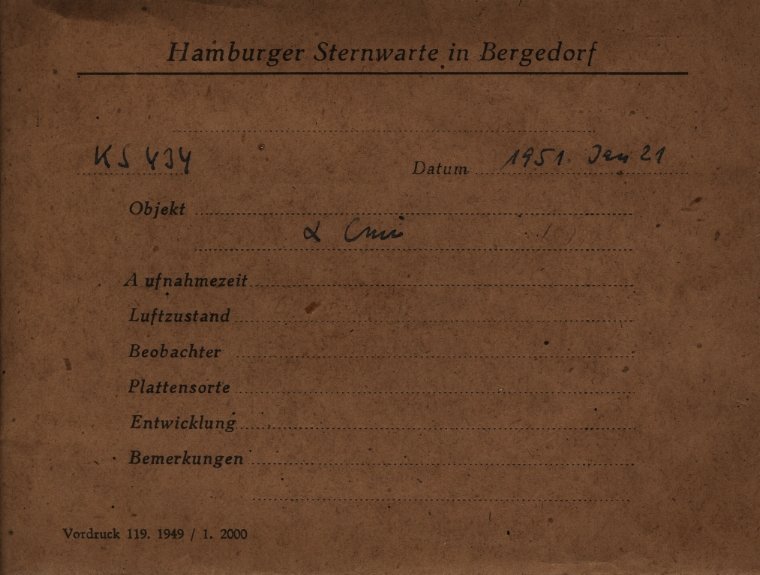 Hamburger Sternwarte in Bergedorf
KS 434 Datum 1951. Jan 21
Objekt
α Cmi
Aufnahmezeit
Luftzustand
Beobachter
Plattensorte
Entwicklung
Bemerkungen
Vordruck 119. 1949 / 1. 2000